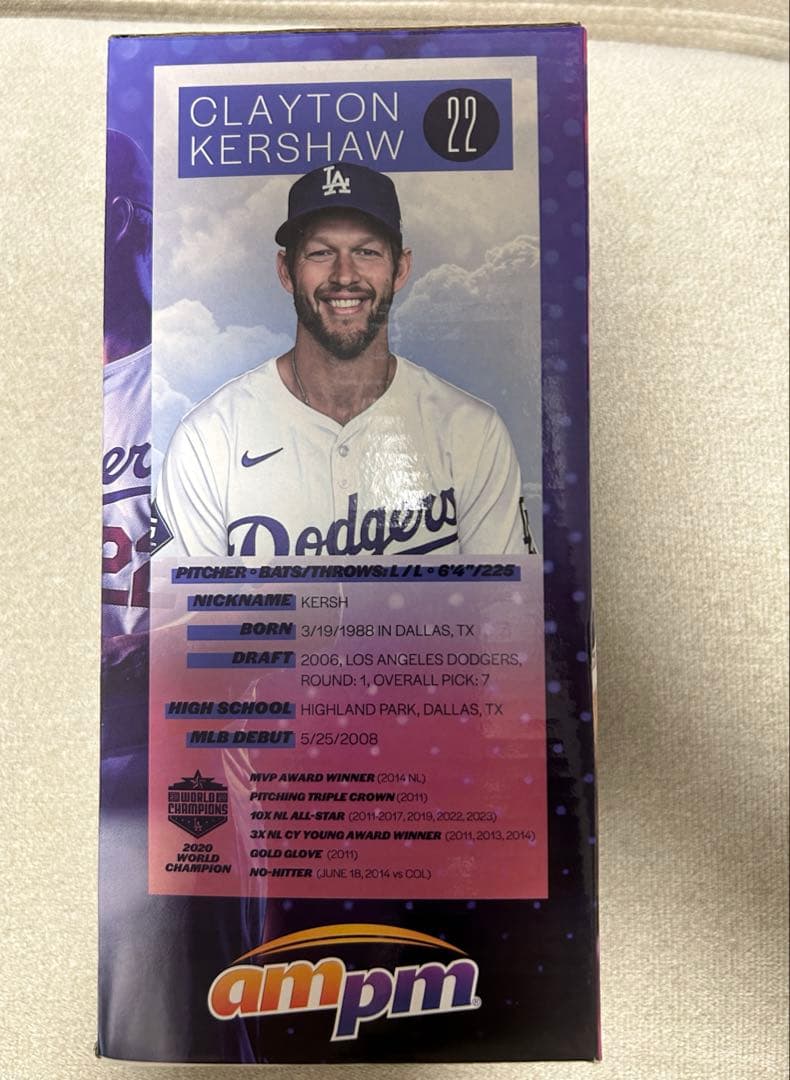 CLAYTON
KERSHAW
22
LA
Dodgers
er
PITCHER • BATS/THROWS: L / L • 6'4"/225
NICKNAME KERSH
BORN 3/19/1988 IN DALLAS, TX
DRAFT 2006, LOS ANGELES DODGERS,
ROUND: 1, OVERALL PICK: 7
HIGH SCHOOL HIGHLAND PARK, DALLAS, TX
MLB DEBUT 5/25/2008
MVP AWARD WINNER (2014 NL)
PITCHING TRIPLE CROWN (2011)
10X NL ALL-STAR (2011-2017, 2019, 2022, 2023)
3X NL CY YOUNG AWARD WINNER (2011, 2013, 2014)
GOLD GLOVE (2011)
NO-HITTER (JUNE 18, 2014 vs COL)
WORLD
CHAMPIONS
LA
2020
WORLD
CHAMPION
ampm®